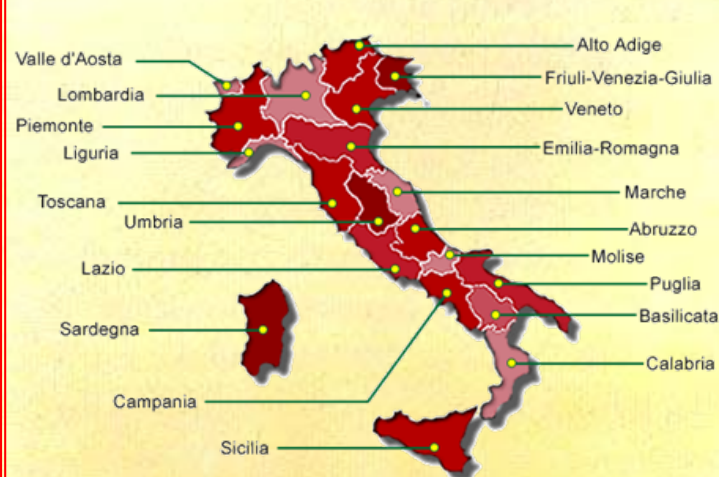 Alto Adige
Valle d'Aosta
Friuli-Venezia-Giulia
Lombardia
Veneto
Piemonte
Emilia-Romagna
Liguria
Marche
Toscana
Umbria
Abruzzo
Molise
Lazio
Puglia
Basilicata
Sardegna
Calabria
Campania
Sicilia